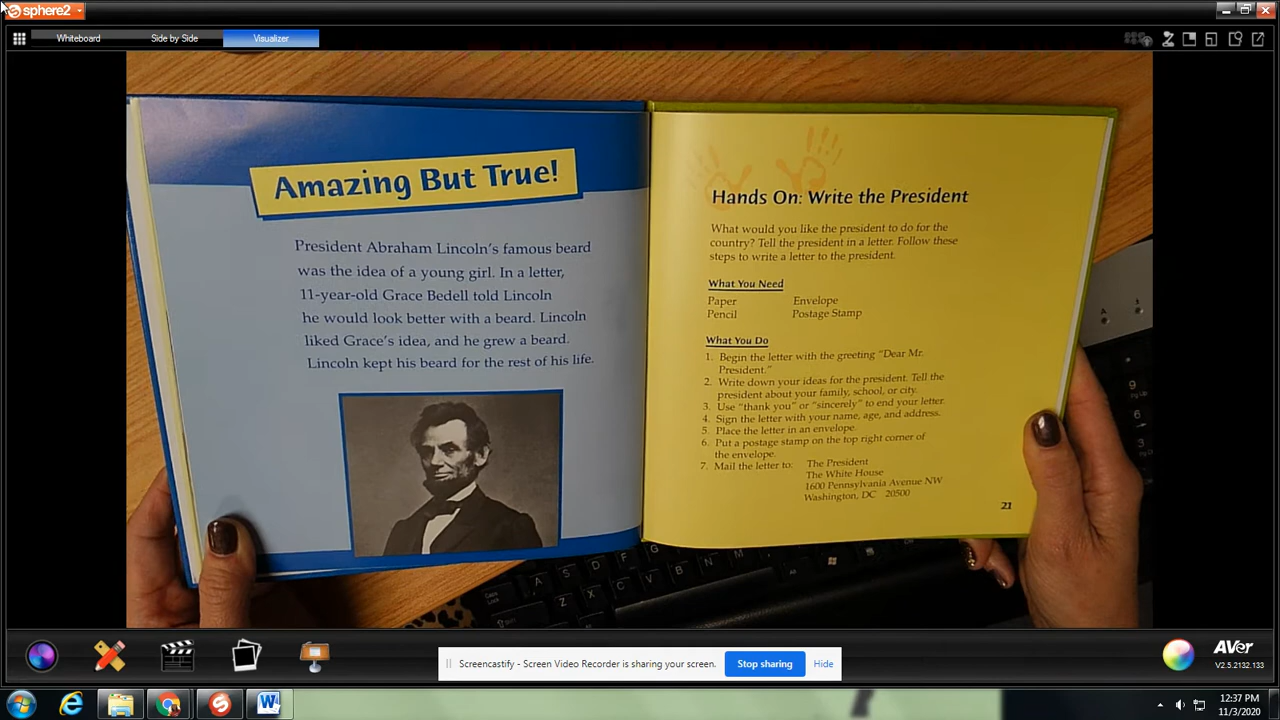 sphere2
Whiteboard
Side by Side
Visualizer
Amazing But True!
President Abraham Lincoln's famous beard
was the idea of a young girl. In a letter,
11-year-old Grace Bedell told Lincoln
he would look better with a beard. Lincoln
liked Grace's idea, and he grew a beard.
Lincoln kept his beard for the rest of his life.
Hands On: Write the President
What would you like the president to do for the
country? Tell the president in a letter. Follow these
steps to write a letter to the president.
What You Need
Paper Envelope
Pencil Postage Stamp
What You Do
1. Begin the letter with the greeting "Dear Mr.
President."
2. Write down your ideas for the president. Tell the
president about your family, school, or city.
3. Use "thank you" or "sincerely" to end your letter.
4. Sign the letter with your name, age, and address.
5. Place the letter in an envelope.
6. Put a postage stamp on the top right corner of
the envelope.
7. Mail the letter to: The President
The White House
1600 Pennsylvania Avenue NW
Washington, DC 20500
21
A S D F G
Z X C V B N M
Screencastify - Screen Video Recorder is sharing your screen.
Stop sharing
Hide
AVer
V2.5.2132.133
12:37 PM
11/3/2020